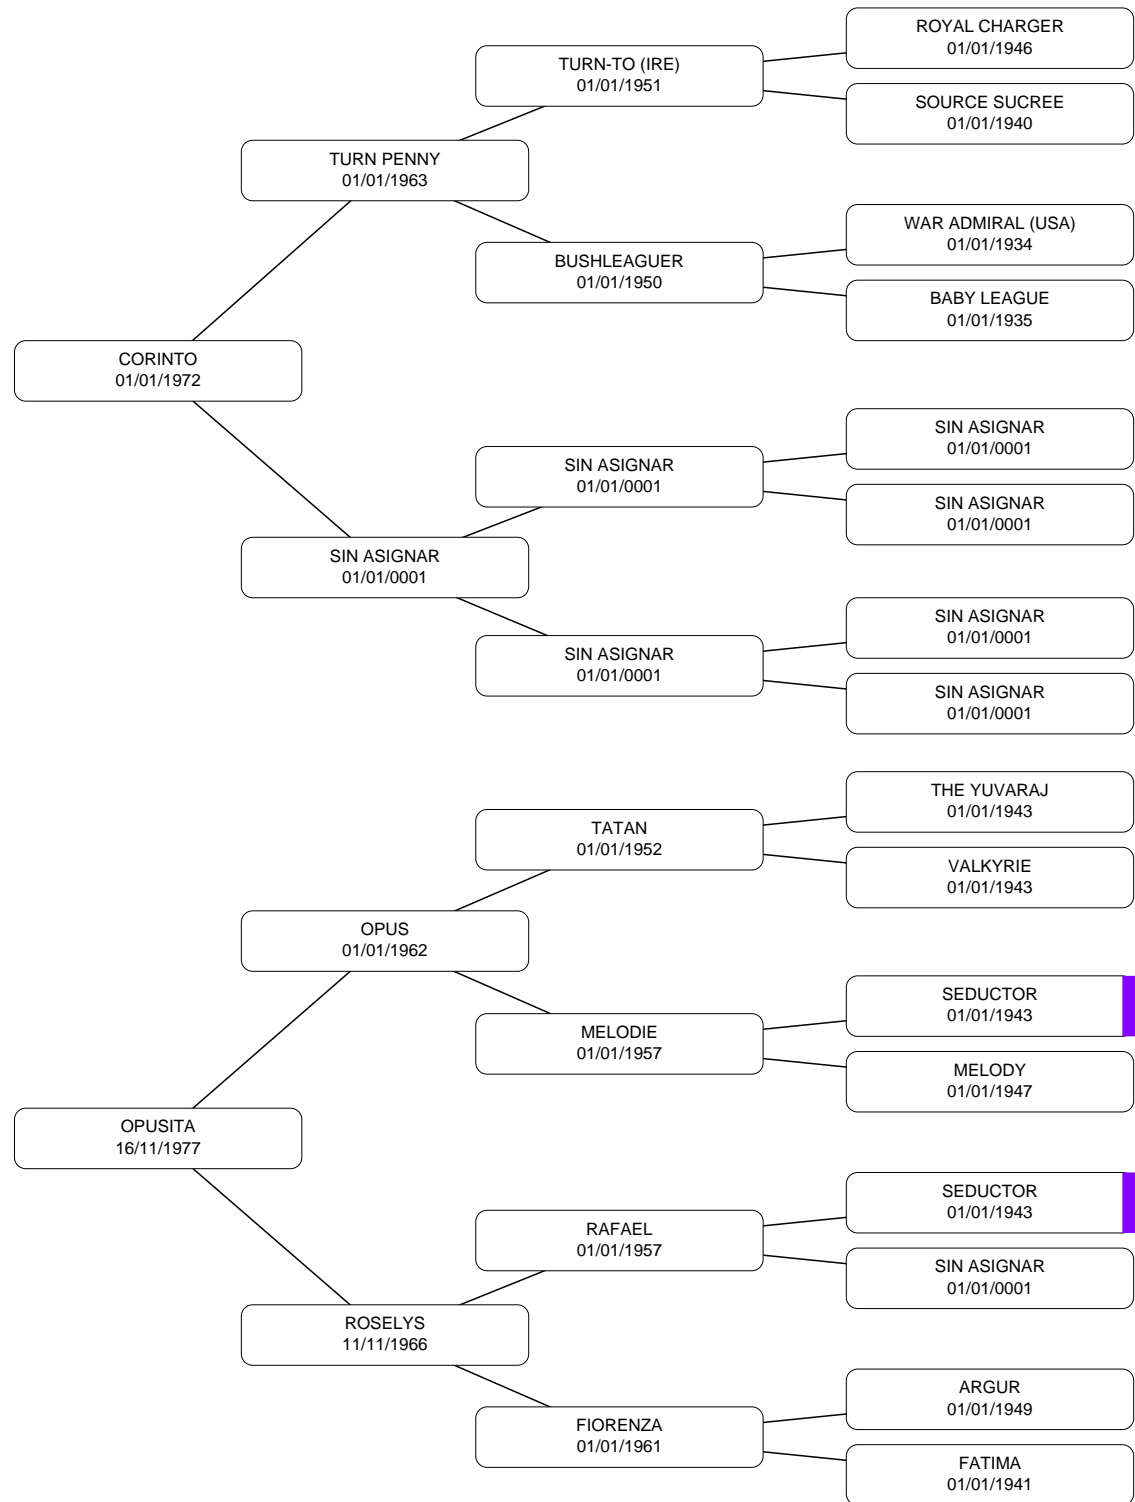 ROYAL CHARGER
01/01/1946
TURN-TO (IRE)
01/01/1951
SOURCE SUCREE
01/01/1940
TURN PENNY
01/01/1963
WAR ADMIRAL (USA)
01/01/1934
BUSHLEAGUER
01/01/1950
BABY LEAGUE
01/01/1935
CORINTO
01/01/1972
SIN ASIGNAR
01/01/0001
SIN ASIGNAR
01/01/0001
SIN ASIGNAR
01/01/0001
SIN ASIGNAR
01/01/0001
SIN ASIGNAR
01/01/0001
SIN ASIGNAR
01/01/0001
SIN ASIGNAR
01/01/0001
THE YUVARAJ
01/01/1943
TATAN
01/01/1952
VALKYRIE
01/01/1943
OPUS
01/01/1962
SEDUCTOR
01/01/1943
MELODIE
01/01/1957
MELODY
01/01/1947
OPUSITA
16/11/1977
SEDUCTOR
01/01/1943
RAFAEL
01/01/1957
SIN ASIGNAR
01/01/0001
ROSELYS
11/11/1966
ARGUR
01/01/1949
FIORENZA
01/01/1961
FATIMA
01/01/1941